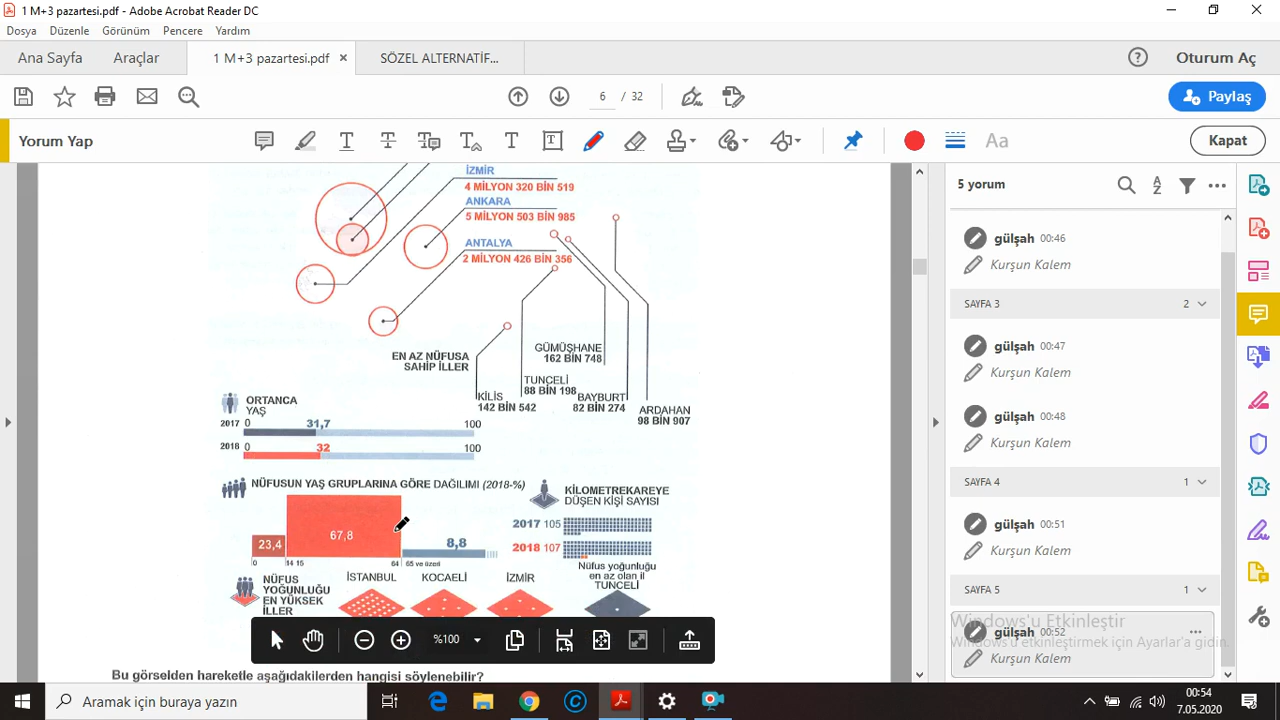 1 M+3 pazartesi.pdf - Adobe Acrobat Reader DC
Dosya Düzenle Görünüm Pencere Yardım
Ana Sayfa Araçlar 1 M+3 pazartesi.pdf × SÖZEL ALTERNATİF... Oturum Aç
6 / 32 Paylaş
Yorum Yap Aa Kapat
İZMİR
4 MİLYON 320 BİN 519
ANKARA
5 MİLYON 503 BİN 985
ANTALYA
2 MİLYON 426 BİN 356
EN AZ NÜFUSA
SAHİP İLLER
GÜMÜŞHANE
162 BİN 748
TUNÇELİ
88 BİN 198
KİLİS
142 BİN 542
BAYBURT
82 BİN 274
ARDAHAN
98 BİN 907
ORTANCA
YAŞ
2017 0 31,7 100
2018 0 32 100
NÜFUSUN YAŞ GRUPLARINA GÖRE DAĞILIMI (2018-%)
23,4 67,8 8,8
0 14 15 64 65 ve üzeri
KİLOMETREKAREYE
DÜŞEN KİŞİ SAYISI
2017 105
2018 107
NÜFUS
YOĞUNLUĞU
EN YÜKSEK
İLLER
İSTANBUL KOCAELİ İZMİR
Nüfus yoğunluğu
en az olan il
TUNCELİ
%100
Bu görselden hareketle aşağıdakilerden hangisi söylenebilir?
5 yorum
gülşah 00:46
Kurşun Kalem
SAYFA 3 2
gülşah 00:47
Kurşun Kalem
gülşah 00:48
Kurşun Kalem
SAYFA 4 1
gülşah 00:51
Kurşun Kalem
SAYFA 5 1
gülşah 00:52
Kurşun Kalem
Windows'u Etkinleştir
Windows'u etkinleştirmek için Ayarlar'a gidin.
Aramak için buraya yazın
00:54
7.05.2020